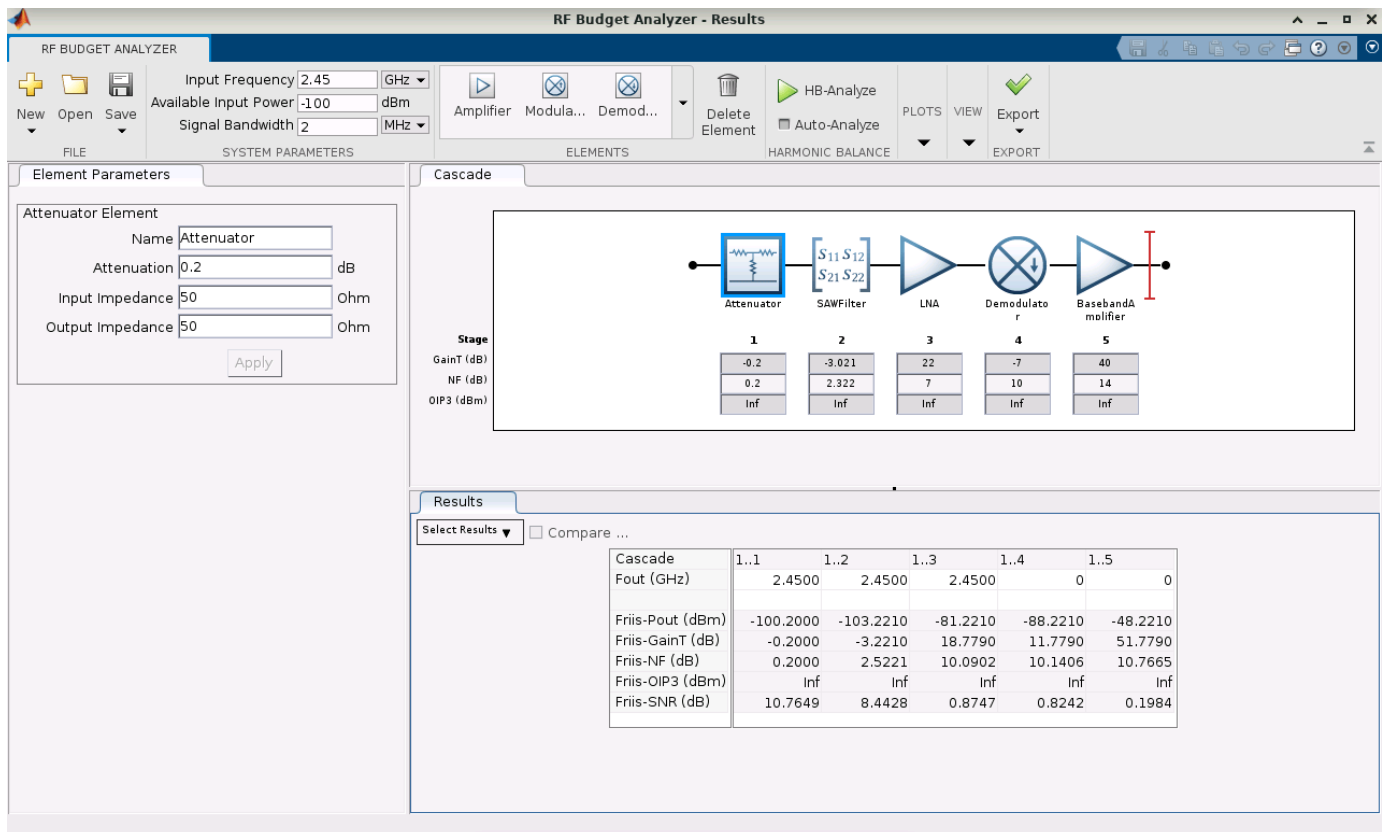 RF Budget Analyzer - Results
RF BUDGET ANALYZER
New
Open
Save
FILE
Input Frequency 2.45 GHz
Available Input Power -100 dBm
Signal Bandwidth 2 MHz
SYSTEM PARAMETERS
Amplifier Modula... Demod...
ELEMENTS
Delete
Element
HB-Analyze
Auto-Analyze
HARMONIC BALANCE
PLOTS
VIEW
Export
EXPORT
Element Parameters
Attenuator Element
Name Attenuator
Attenuation 0.2 dB
Input Impedance 50 Ohm
Output Impedance 50 Ohm
Apply
Cascade
S11 S12
S21 S22
Attenuator SAWFilter LNA Demodulato BasebandA
r mplifier
Stage 1 2 3 4 5
GainT (dB) -0.2 -3.021 22 -7 40
NF (dB) 0.2 2.322 7 10 14
OIP3 (dBm) Inf Inf Inf Inf Inf
Results
Select Results Compare ...
Cascade 1..1 1..2 1..3 1..4 1..5
Fout (GHz) 2.4500 2.4500 2.4500 0 0
Friis-Pout (dBm) -100.2000 -103.2210 -81.2210 -88.2210 -48.2210
Friis-GainT (dB) -0.2000 -3.2210 18.7790 11.7790 51.7790
Friis-NF (dB) 0.2000 2.5221 10.0902 10.1406 10.7665
Friis-OIP3 (dBm) Inf Inf Inf Inf Inf
Friis-SNR (dB) 10.7649 8.4428 0.8747 0.8242 0.1984